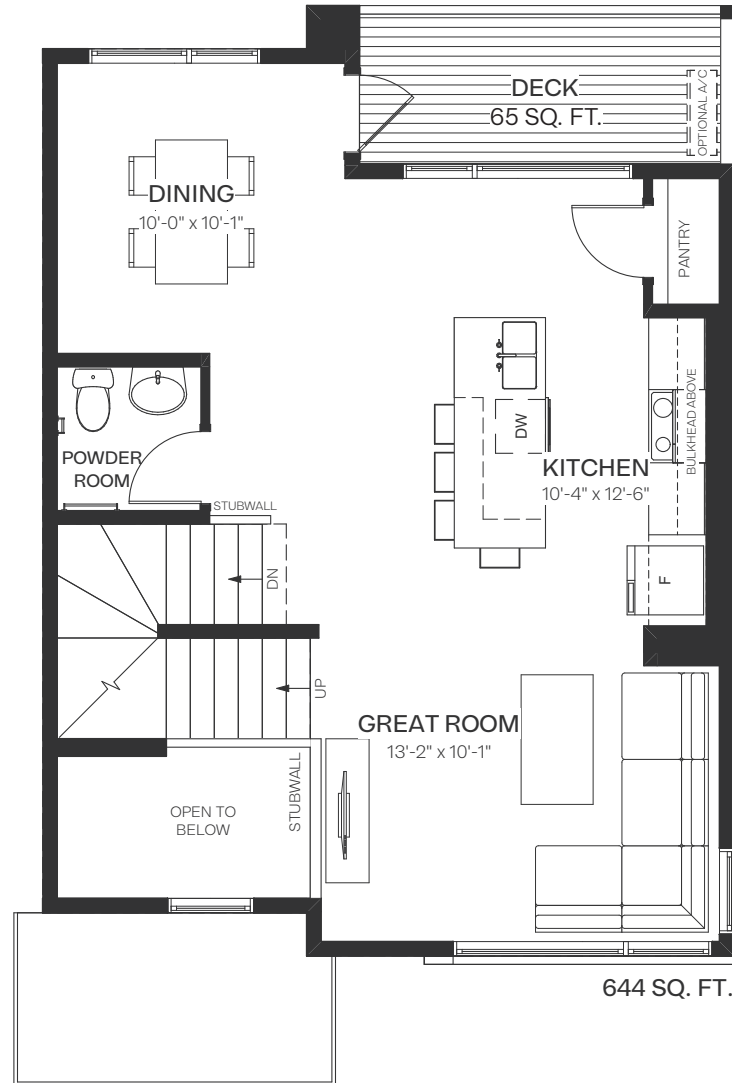 DECK
65 SQ. FT.
OPTIONAL A/C
DINING
10'-0" x 10'-1"
PANTRY
BULKHEAD ABOVE
DW
KITCHEN
10'-4" x 12'-6"
POWDER
ROOM
STUBWALL
DN
F
UP
GREAT ROOM
13'-2" x 10'-1"
STUBWALL
OPEN TO
BELOW
644 SQ. FT.